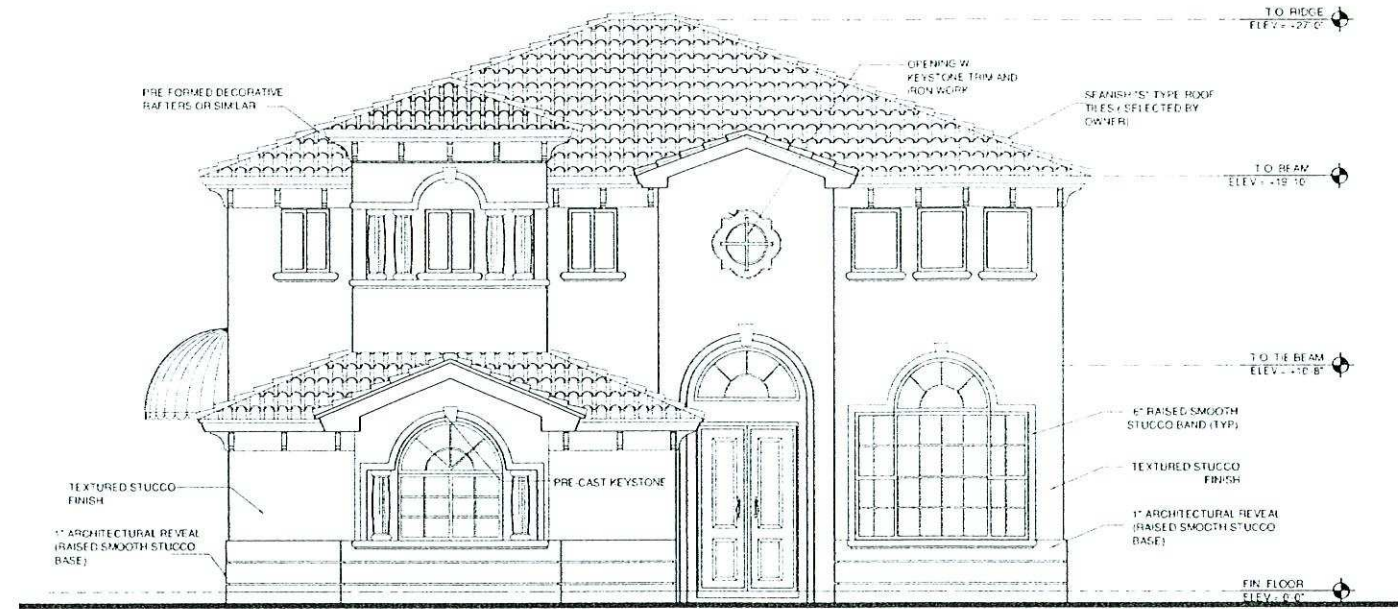 T.O. RIDGE
ELEV = +27'-0"
OPENING W
KEYSTONE TRIM AND
IRON WORK
PRE FORMED DECORATIVE
RAFTERS OR SIMILAR
SPANISH "S" TYPE ROOF
TILES ( SELECTED BY
OWNER)
T.O. BEAM
ELEV = +19'-10"
T.O. TIE BEAM
ELEV = +10'-8"
6" RAISED SMOOTH
STUCCO BAND (TYP)
TEXTURED STUCCO
FINISH
PRE-CAST KEYSTONE
TEXTURED STUCCO
FINISH
1" ARCHITECTURAL REVEAL
(RAISED SMOOTH STUCCO
BASE)
1" ARCHITECTURAL REVEAL
(RAISED SMOOTH STUCCO
BASE)
FIN. FLOOR
ELEV = 0'-0"